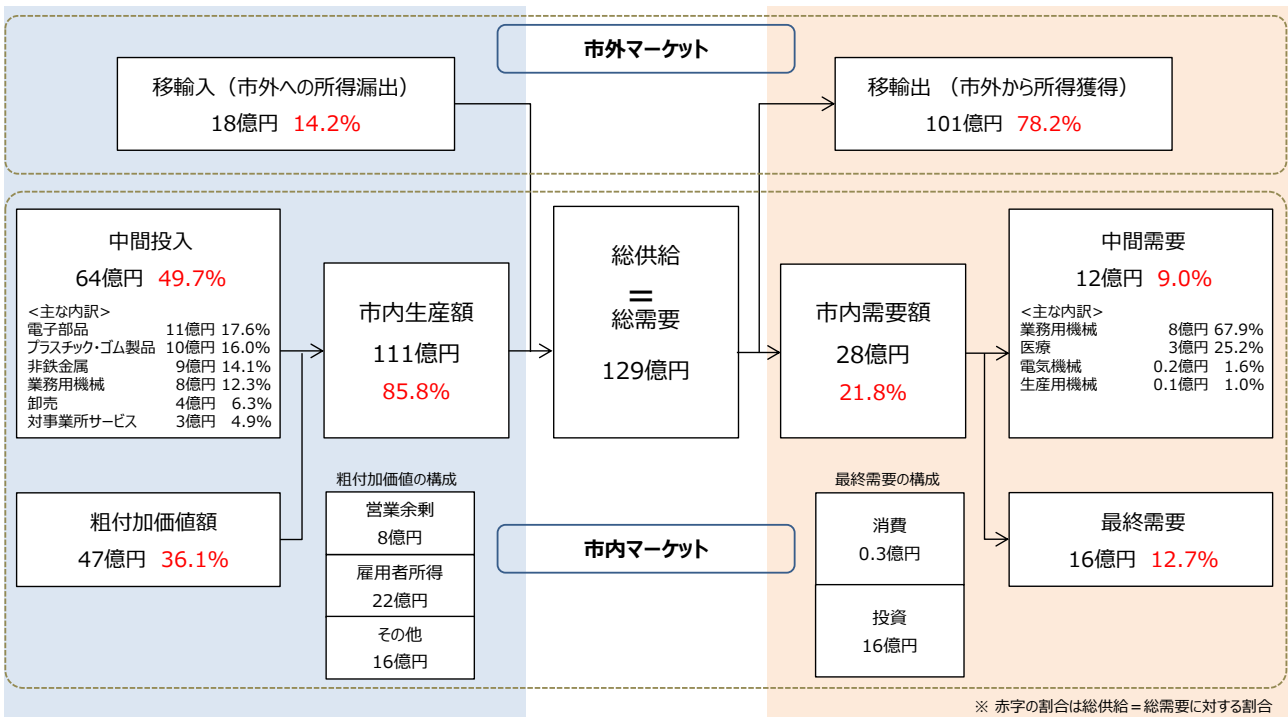 市外マーケット
移輸入（市外への所得漏出）
18億円 14.2%
移輸出 （市外から所得獲得）
101億円 78.2%
中間投入
64億円 49.7%
<主な内訳>
電子部品 11億円 17.6%
プラスチック・ゴム製品 10億円 16.0%
非鉄金属 9億円 14.1%
業務用機械 8億円 12.3%
卸売 4億円 6.3%
対事業所サービス 3億円 4.9%
市内生産額
111億円
85.8%
総供給
＝
総需要
129億円
市内需要額
28億円
21.8%
中間需要
12億円 9.0%
<主な内訳>
業務用機械 8億円 67.9%
医療 3億円 25.2%
電気機械 0.2億円 1.6%
生産用機械 0.1億円 1.0%
粗付加価値額
47億円 36.1%
粗付加価値の構成
営業余剰
8億円
雇用者所得
22億円
その他
16億円
市内マーケット
最終需要の構成
消費
0.3億円
投資
16億円
最終需要
16億円 12.7%
※ 赤字の割合は総供給＝総需要に対する割合